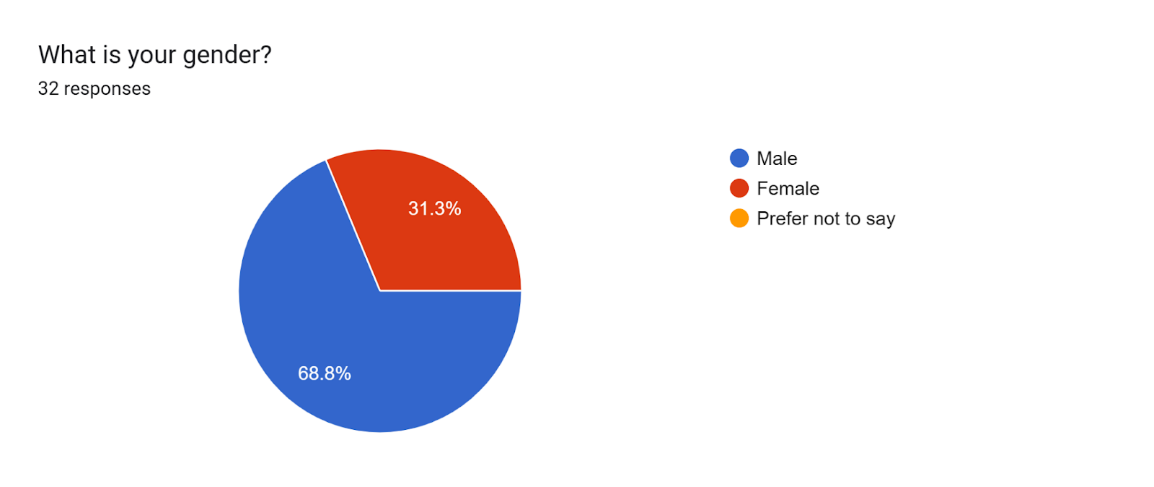 What is your gender?
32 responses
31.3%
68.8%
Male
Female
Prefer not to say